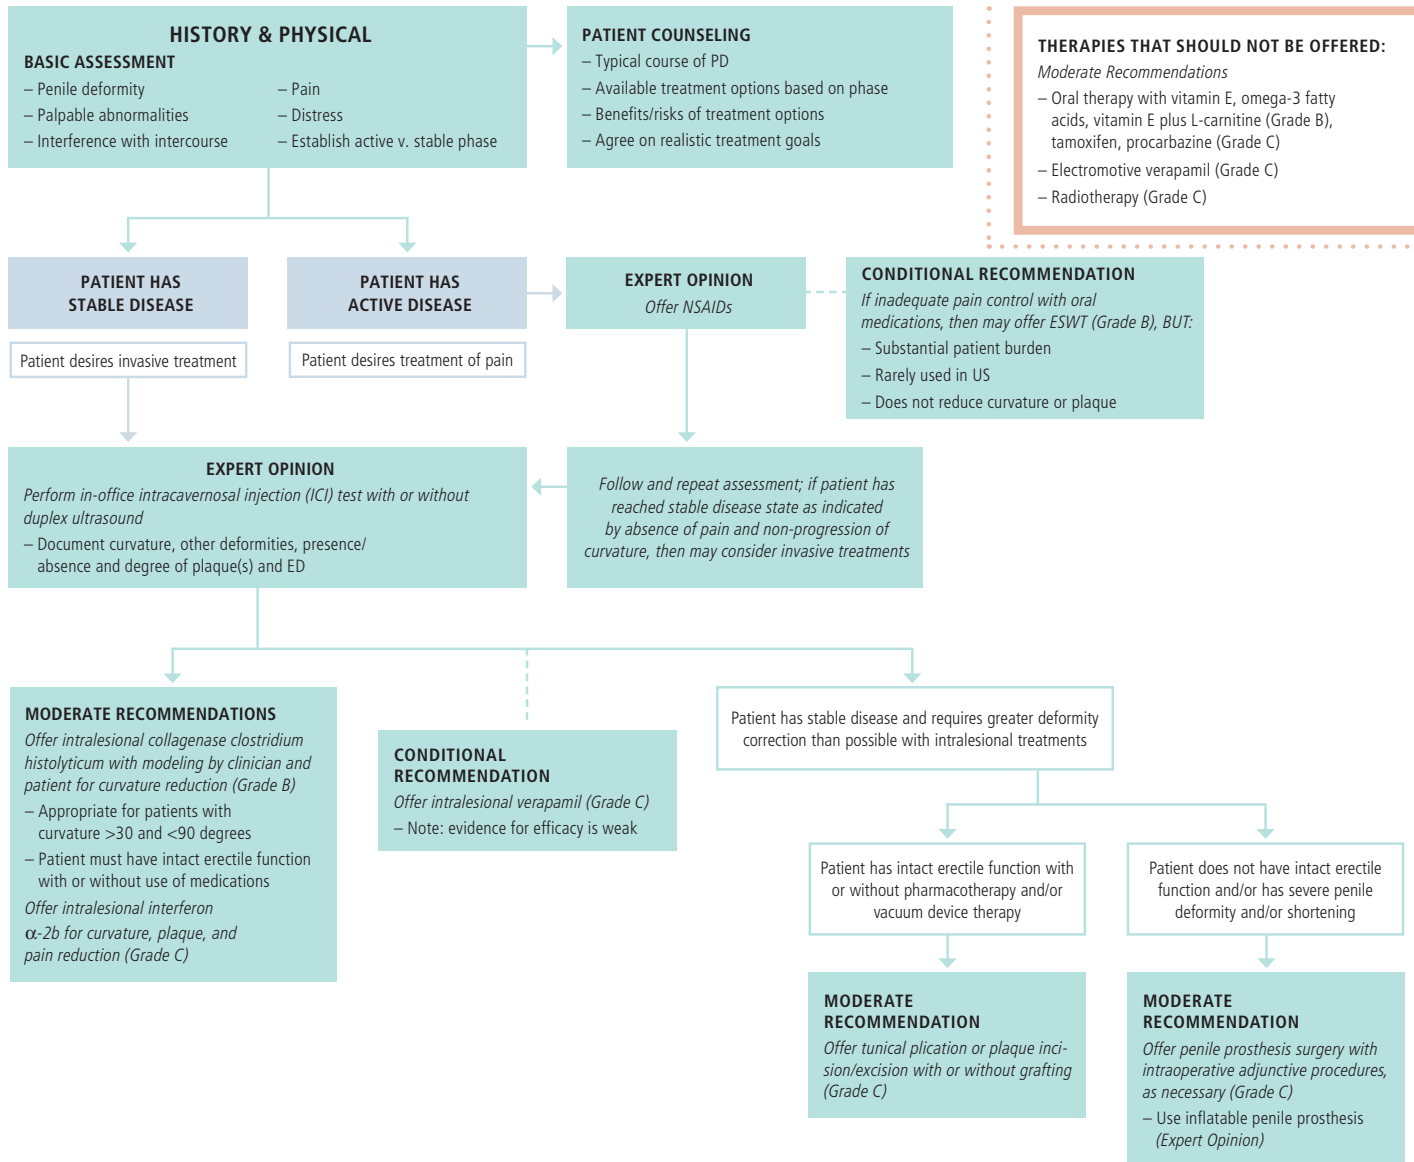 HISTORY & PHYSICAL
BASIC ASSESSMENT
– Penile deformity
– Palpable abnormalities
– Interference with intercourse
– Pain
– Distress
– Establish active v. stable phase
PATIENT COUNSELING
– Typical course of PD
– Available treatment options based on phase
– Benefits/risks of treatment options
– Agree on realistic treatment goals
THERAPIES THAT SHOULD NOT BE OFFERED:
Moderate Recommendations
– Oral therapy with vitamin E, omega-3 fatty
acids, vitamin E plus L-carnitine (Grade B),
tamoxifen, procarbazine (Grade C)
– Electromotive verapamil (Grade C)
– Radiotherapy (Grade C)
PATIENT HAS
STABLE DISEASE
Patient desires invasive treatment
PATIENT HAS
ACTIVE DISEASE
Patient desires treatment of pain
EXPERT OPINION
Offer NSAIDs
CONDITIONAL RECOMMENDATION
If inadequate pain control with oral
medications, then may offer ESWT (Grade B), BUT:
– Substantial patient burden
– Rarely used in US
– Does not reduce curvature or plaque
EXPERT OPINION
Perform in-office intracavernosal injection (ICI) test with or without
duplex ultrasound
– Document curvature, other deformities, presence/
absence and degree of plaque(s) and ED
Follow and repeat assessment; if patient has
reached stable disease state as indicated
by absence of pain and non-progression of
curvature, then may consider invasive treatments
MODERATE RECOMMENDATIONS
Offer intralesional collagenase clostridium
histolyticum with modeling by clinician and
patient for curvature reduction (Grade B)
– Appropriate for patients with
curvature >30 and <90 degrees
– Patient must have intact erectile function
with or without use of medications
Offer intralesional interferon
α-2b for curvature, plaque, and
pain reduction (Grade C)
CONDITIONAL
RECOMMENDATION
Offer intralesional verapamil (Grade C)
– Note: evidence for efficacy is weak
Patient has stable disease and requires greater deformity
correction than possible with intralesional treatments
Patient has intact erectile function with
or without pharmacotherapy and/or
vacuum device therapy
Patient does not have intact erectile
function and/or has severe penile
deformity and/or shortening
MODERATE
RECOMMENDATION
Offer tunical plication or plaque inci-
sion/excision with or without grafting
(Grade C)
MODERATE
RECOMMENDATION
Offer penile prosthesis surgery with
intraoperative adjunctive procedures,
as necessary (Grade C)
– Use inflatable penile prosthesis
(Expert Opinion)